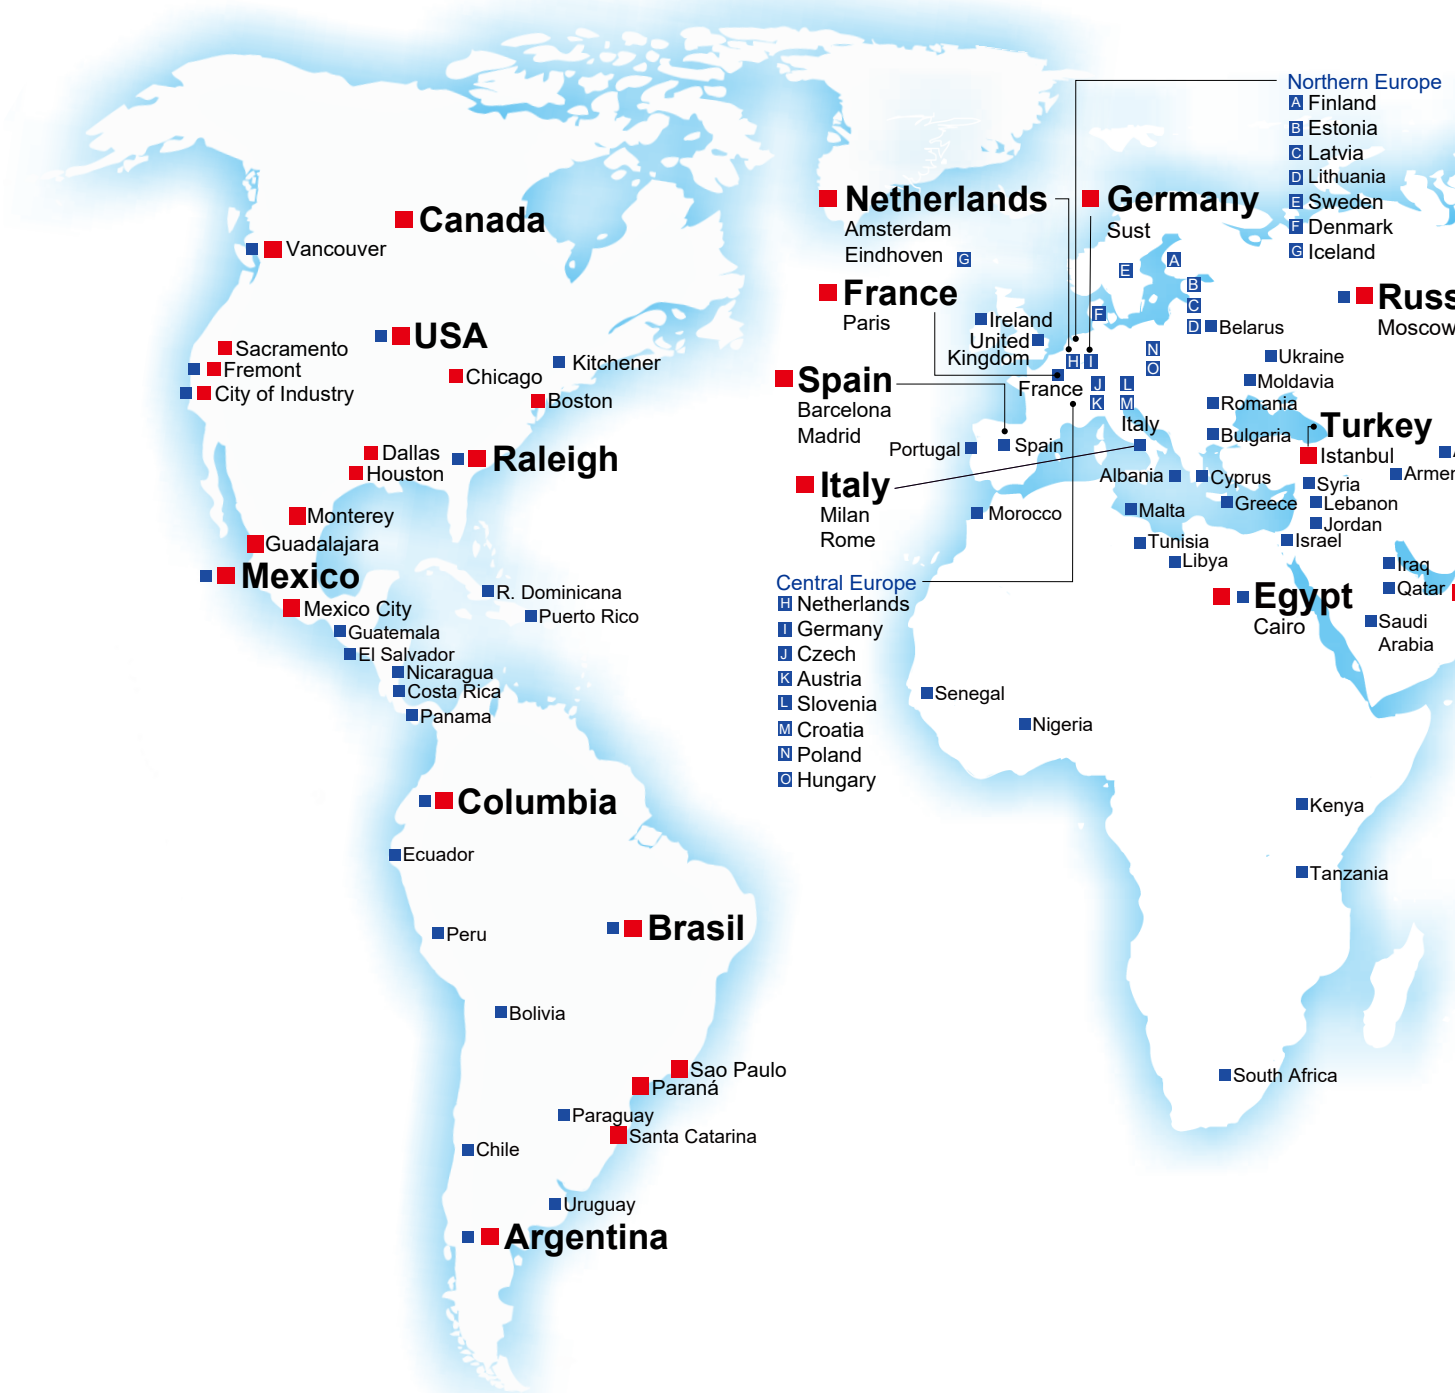 Canada
Vancouver
USA
Sacramento
Fremont
City of Industry
Kitchener
Chicago
Boston
Dallas
Houston
Raleigh
Monterey
Guadalajara
Mexico
Mexico City
R. Dominicana
Puerto Rico
Guatemala
El Salvador
Nicaragua
Costa Rica
Panama
Columbia
Ecuador
Brasil
Peru
Bolivia
Sao Paulo
Paraná
Paraguay
Santa Catarina
Chile
Uruguay
Argentina
Northern Europe
A Finland
B Estonia
C Latvia
D Lithuania
E Sweden
F Denmark
G Iceland
Netherlands
Amsterdam
Eindhoven
G
Germany
Sust
E
A
B
C
D
F
France
Paris
Russ
Moscow
Ireland
United
Kingdom
Belarus
N
O
H
I
Ukraine
France
J
K
L
M
Moldavia
Romania
Bulgaria
Spain
Barcelona
Madrid
Turkey
Istanbul
Portugal
Spain
Italy
Italy
Milan
Rome
Albania
Cyprus
Syria
Armer
Malta
Greece
Lebanon
Jordan
Morocco
Tunisia
Libya
Israel
Iraq
Qatar
Saudi
Arabia
Egypt
Cairo
Central Europe
H Netherlands
I Germany
J Czech
K Austria
L Slovenia
M Croatia
N Poland
O Hungary
Senegal
Nigeria
Kenya
Tanzania
South Africa